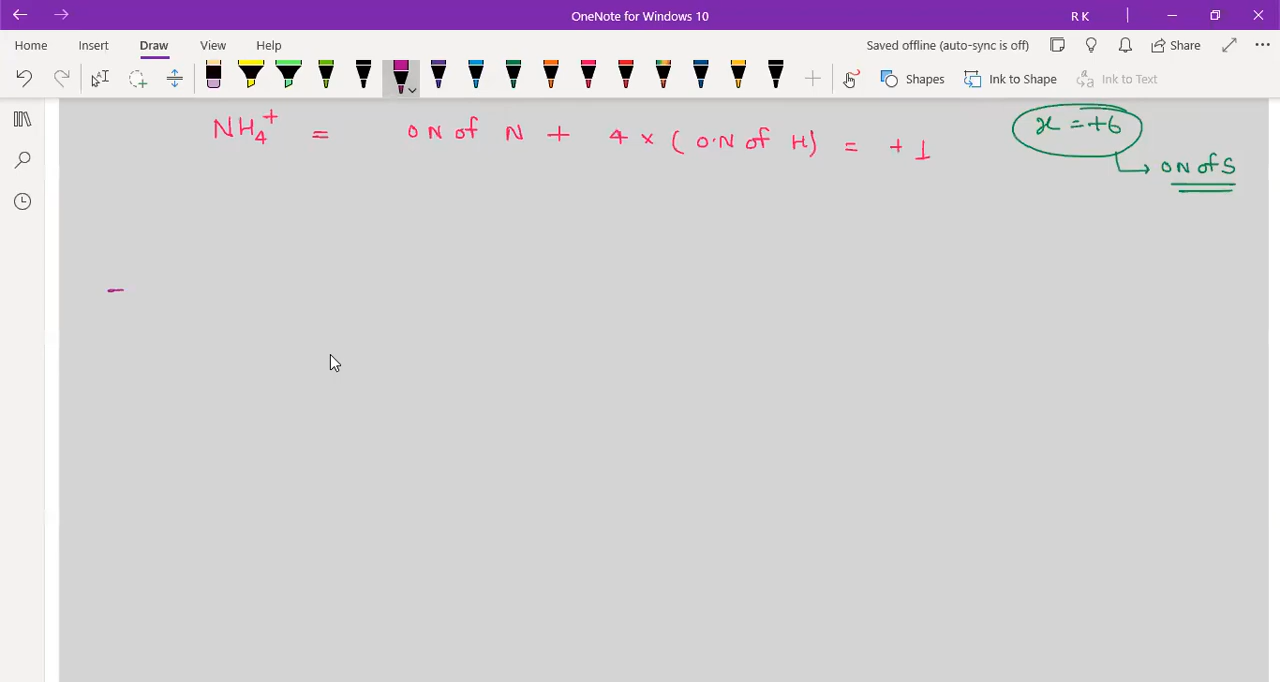 OneNote for Windows 10
R K
Home Insert Draw View Help
Saved offline (auto-sync is off)
Share
Shapes
Ink to Shape
Ink to Text
NH₄⁺ = O N of N + 4 × ( O.N of H) = + 1
x = +6
O N of S